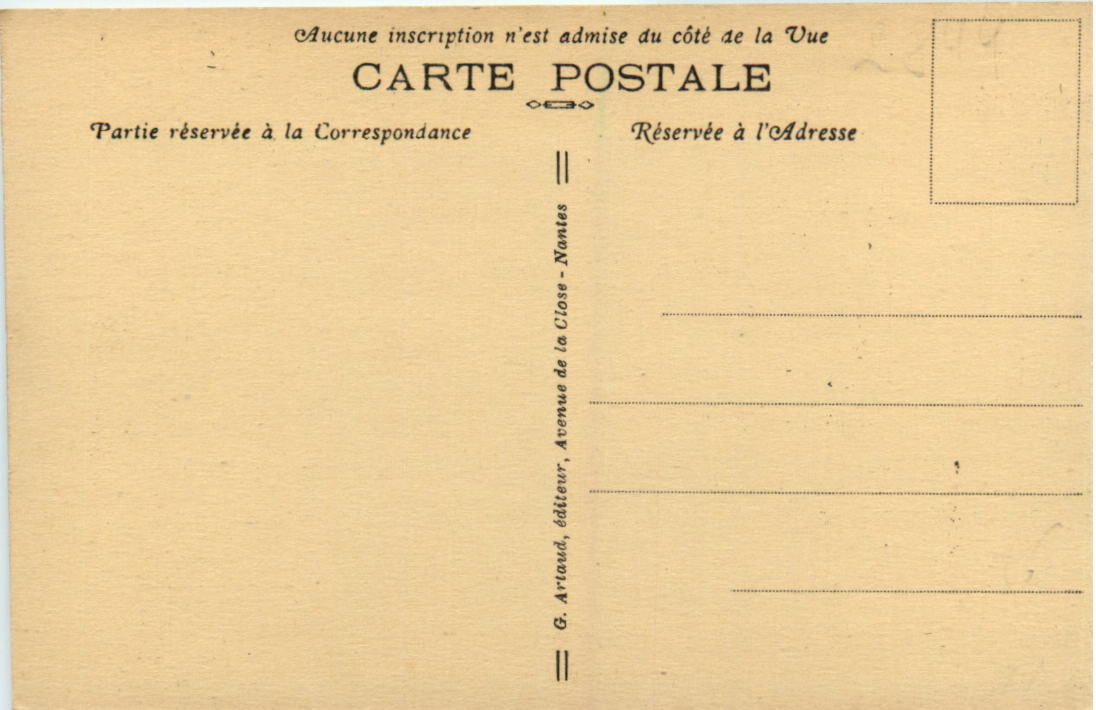 Aucune inscription n'est admise du côté de la Vue
CARTE POSTALE
Partie réservée à la Correspondance
Réservée à l'Adresse
G. Artaud, éditeur, Avenue de la Close - Nantes